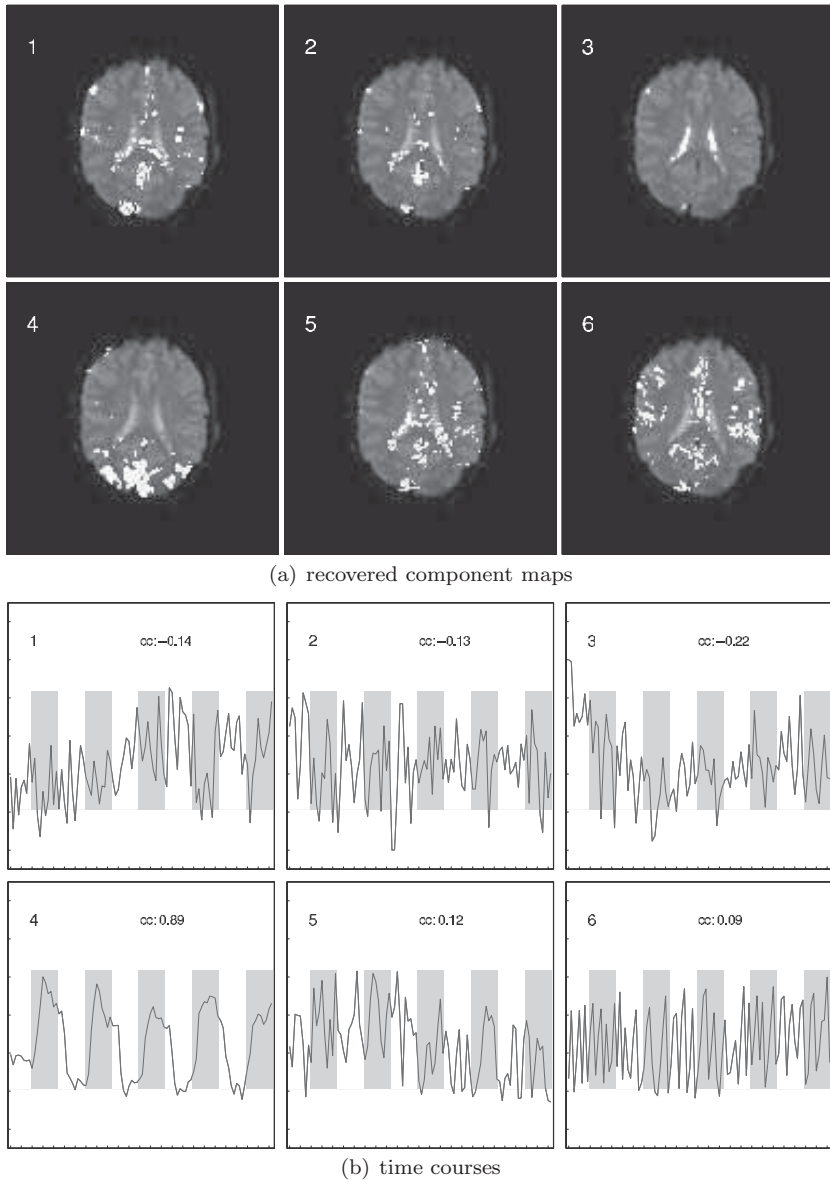 1
2
3
4
5
6
(a) recovered component maps
1 cc:−0.14
2 cc:−0.13
3 cc:−0.22
4 cc: 0.89
5 cc: 0.12
6 cc: 0.09
(b) time courses